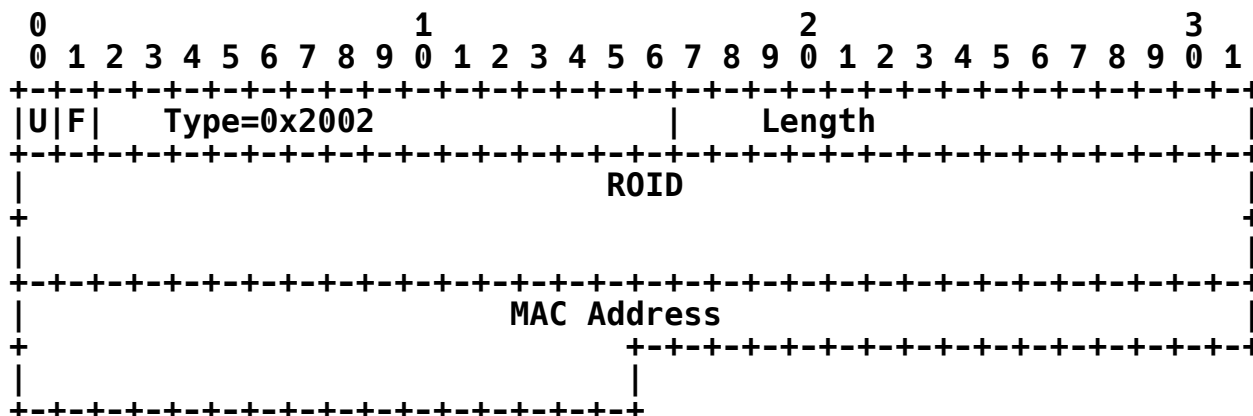 0                   1                   2                   3
 0 1 2 3 4 5 6 7 8 9 0 1 2 3 4 5 6 7 8 9 0 1 2 3 4 5 6 7 8 9 0 1
+-+-+-+-+-+-+-+-+-+-+-+-+-+-+-+-+-+-+-+-+-+-+-+-+-+-+-+-+-+-+-+-+
|U|F|   Type=0x2002               |    Length                   |
+-+-+-+-+-+-+-+-+-+-+-+-+-+-+-+-+-+-+-+-+-+-+-+-+-+-+-+-+-+-+-+-+
|                              ROID                             |
+                                                               +
|                                                               |
+-+-+-+-+-+-+-+-+-+-+-+-+-+-+-+-+-+-+-+-+-+-+-+-+-+-+-+-+-+-+-+-+
|                         MAC Address                           |
+                               +-+-+-+-+-+-+-+-+-+-+-+-+-+-+-+-+
|                               |
+-+-+-+-+-+-+-+-+-+-+-+-+-+-+-+-+